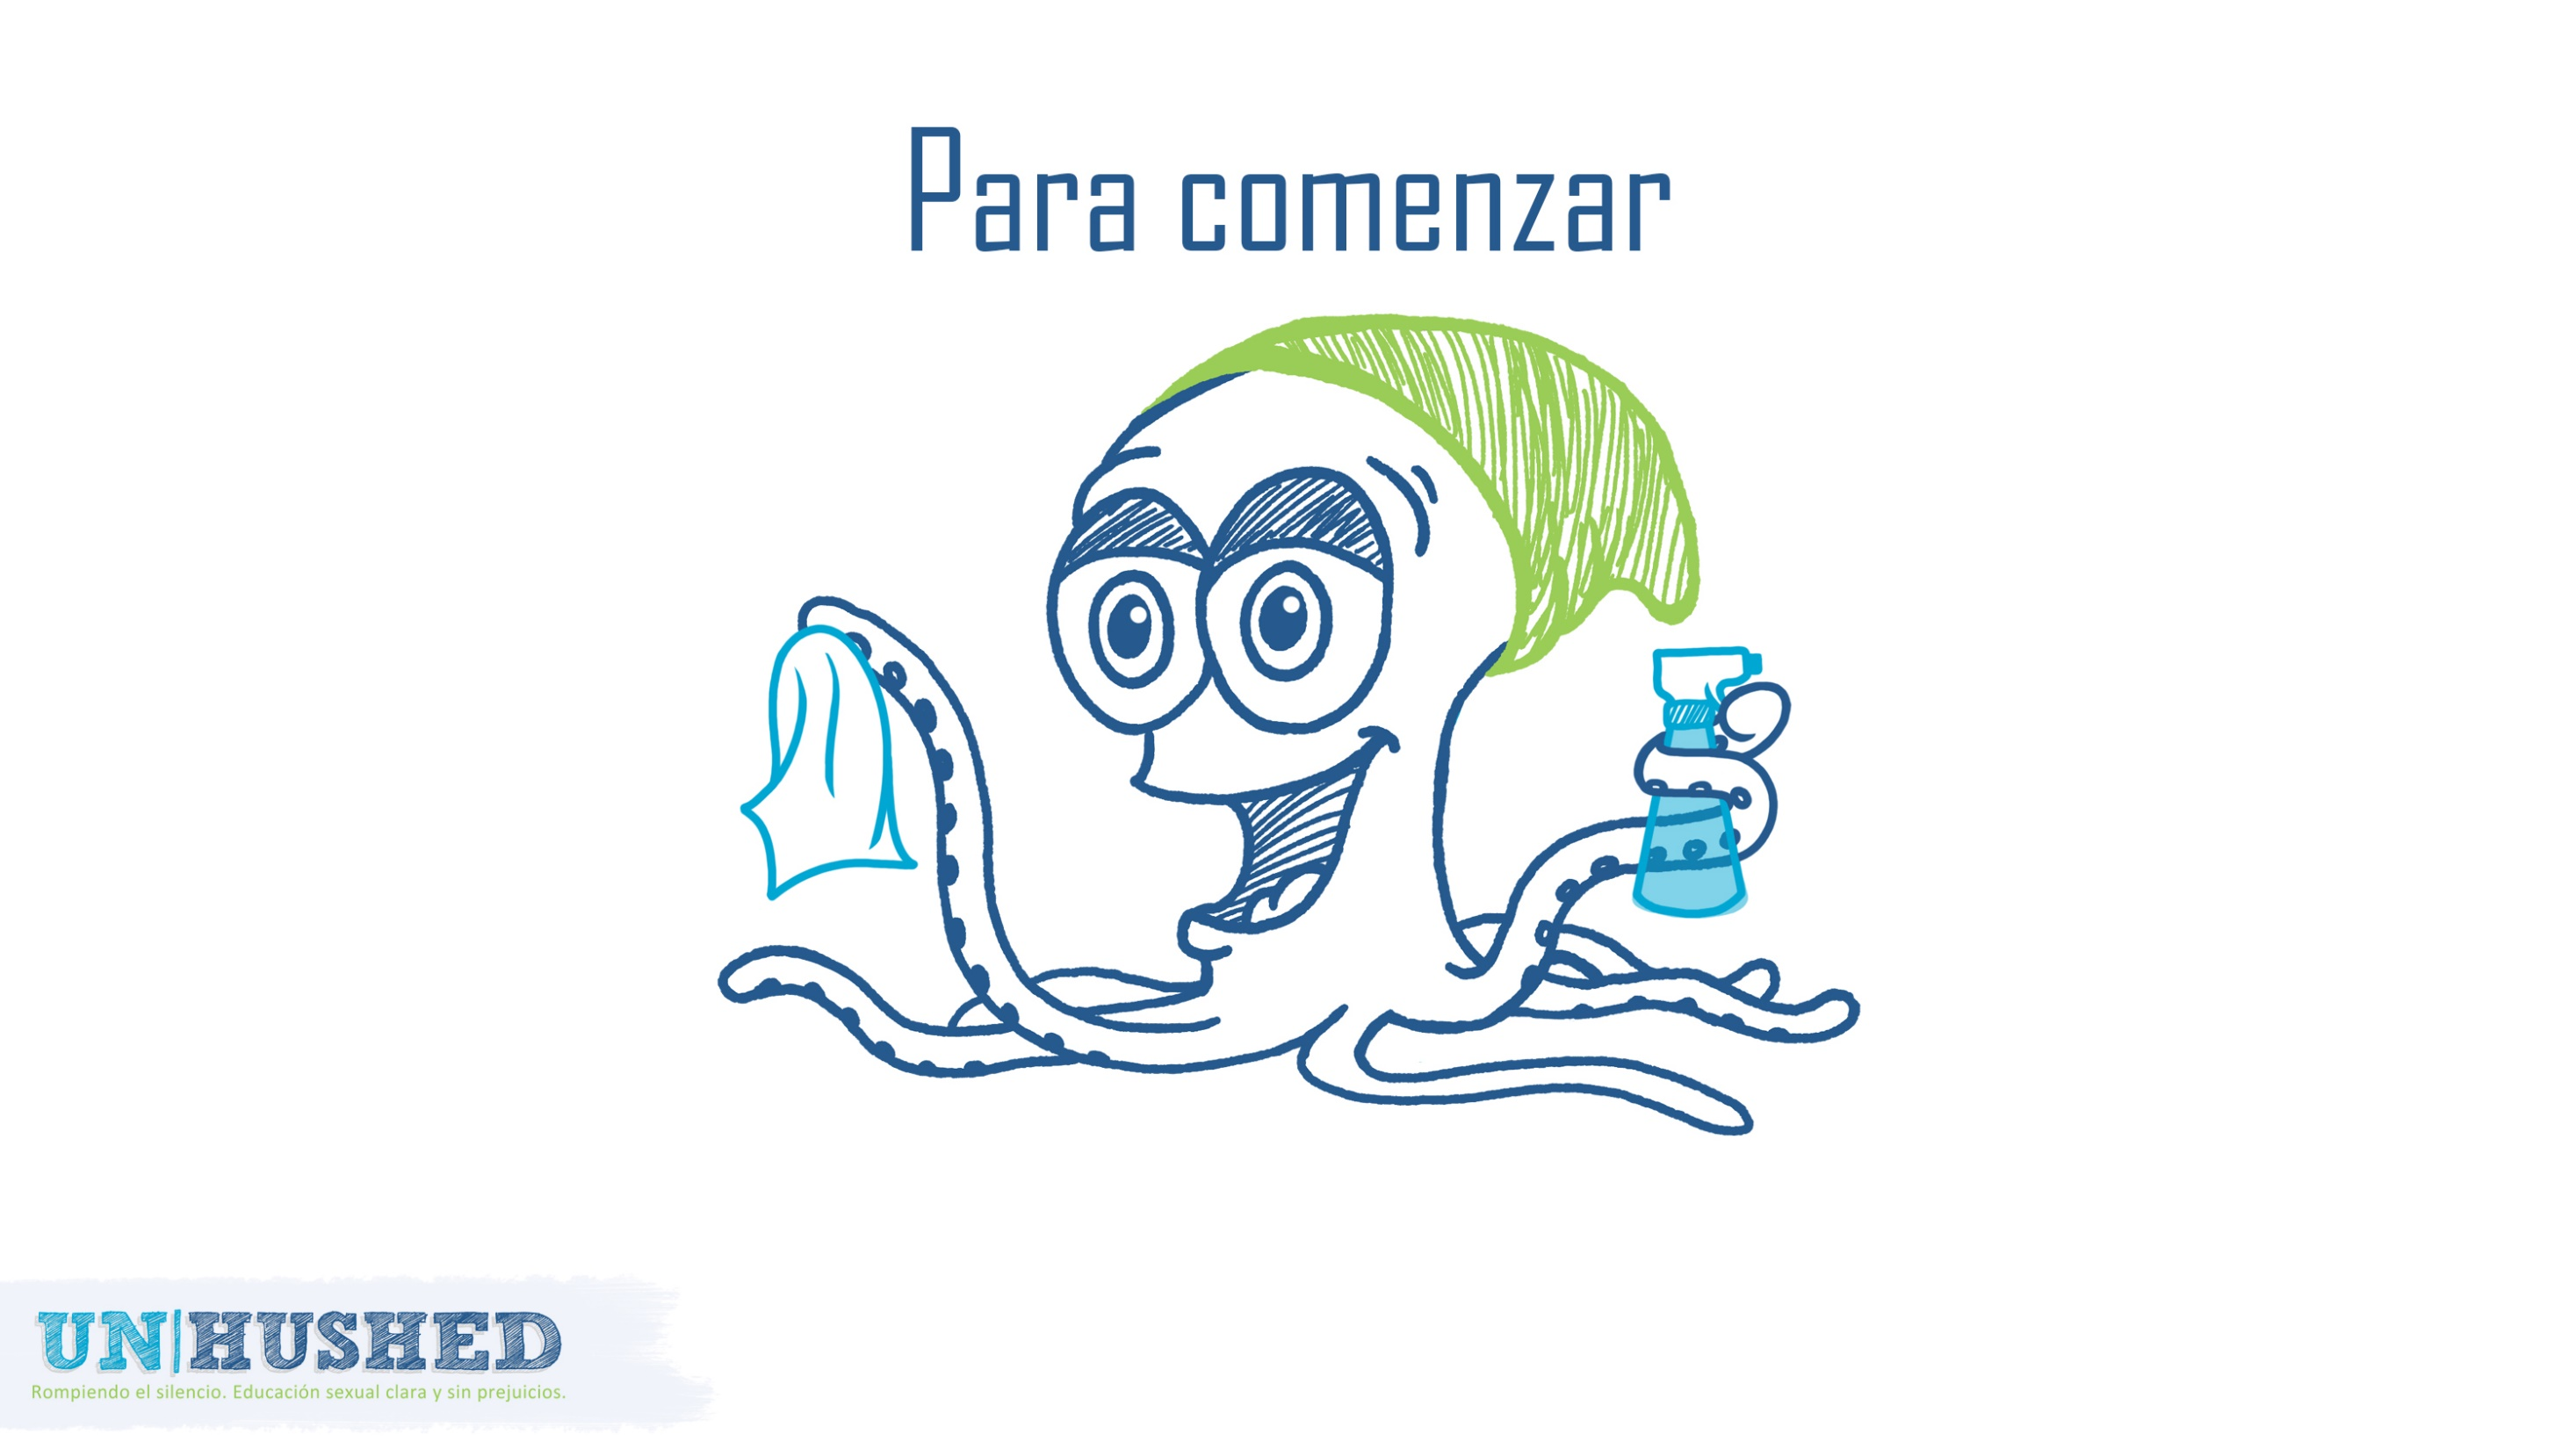 Para comenzar
UN|HUSHED
Rompiendo el silencio. Educación sexual clara y sin prejuicios.